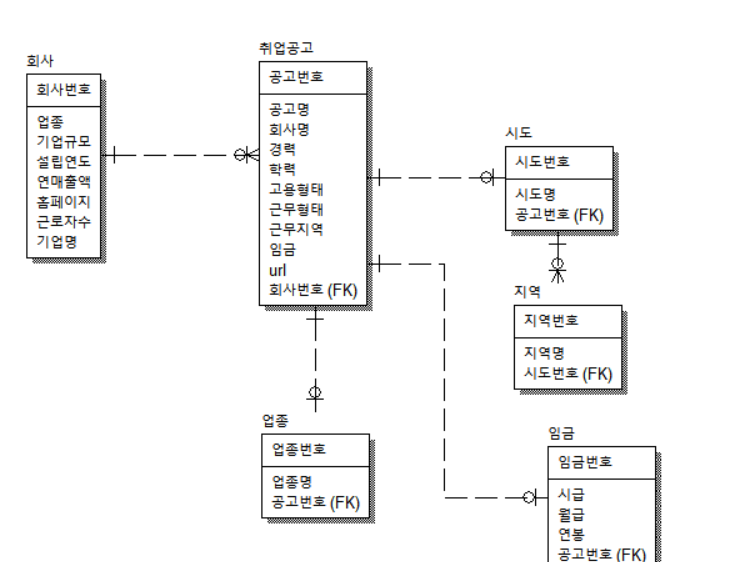 회사
회사번호
업종
기업규모
설립연도
연매출액
홈페이지
근로자수
기업명
취업공고
공고번호
공고명
회사명
경력
학력
고용형태
근무형태
근무지역
임금
url
회사번호 (FK)
시도
시도번호
시도명
공고번호 (FK)
지역
지역번호
지역명
시도번호 (FK)
업종
업종번호
업종명
공고번호 (FK)
임금
임금번호
시급
월급
연봉
공고번호 (FK)